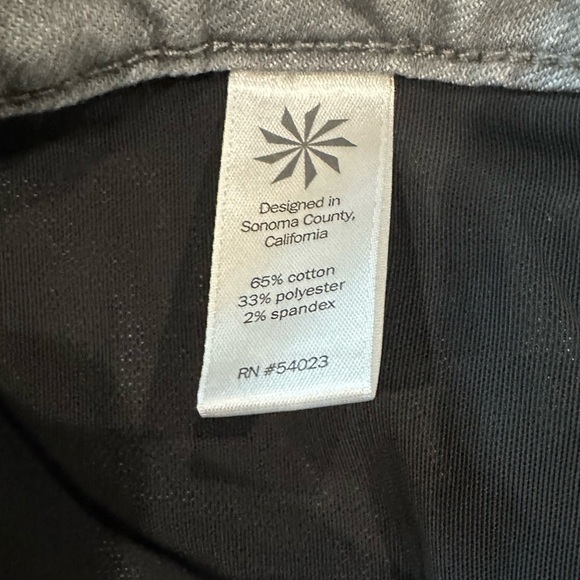 Designed in
Sonoma County,
California
65% cotton
33% polyester
2% spandex
RN #54023